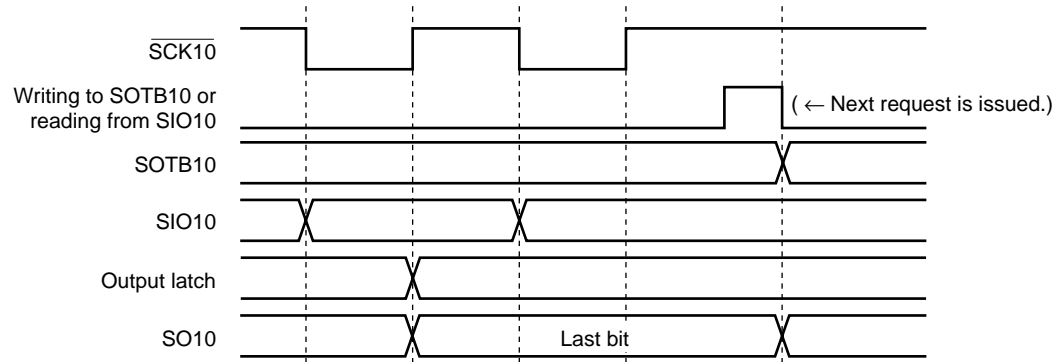 SCK10
Writing to SOTB10 or
reading from SIO10
( ← Next request is issued.)
SOTB10
SIO10
Output latch
SO10
Last bit